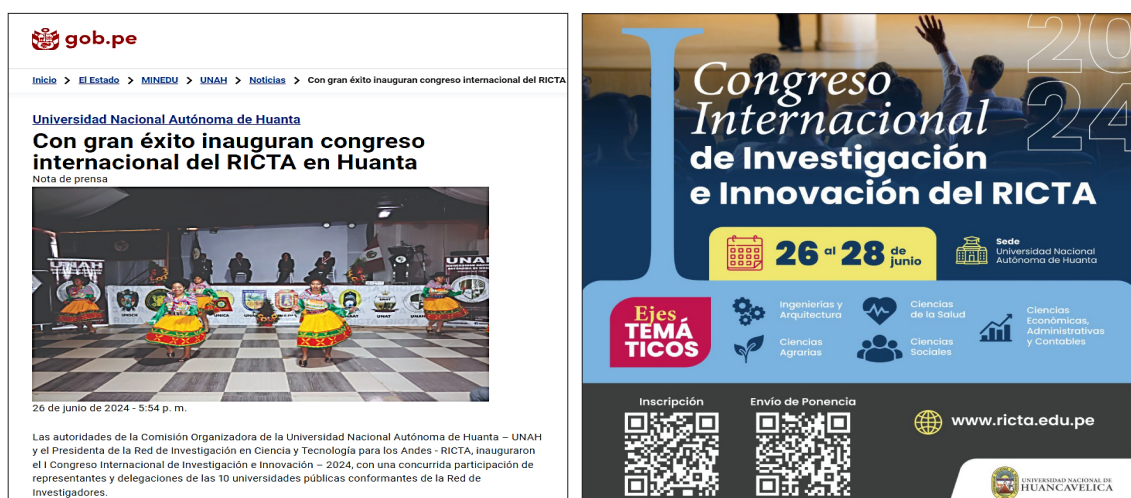 gob.pe
Inicio > El Estado > MINEDU > UNAH > Noticias > Con gran éxito inauguran congreso internacional del RICTA
Universidad Nacional Autónoma de Huanta
Con gran éxito inauguran congreso
internacional del RICTA en Huanta
Nota de prensa
UNAH
UNAH
UNICA
UNAT
UNAT
26 de junio de 2024 - 5:54 p. m.
Las autoridades de la Comisión Organizadora de la Universidad Nacional Autónoma de Huanta – UNAH
y el Presidenta de la Red de Investigación en Ciencia y Tecnología para los Andes - RICTA, inauguraron
el I Congreso Internacional de Investigación e Innovación – 2024, con una concurrida participación de
representantes y delegaciones de las 10 universidades públicas conformantes de la Red de
Investigadores.
2024
I Congreso
Internacional
de Investigación
e Innovación del RICTA
26 al 28 de junio
Sede
Universidad Nacional
Autónoma de Huanta
Ejes
TEMÁ
TICOS
Ingenierías y
Arquitectura
Ciencias
de la Salud
Ciencias
Económicas,
Administrativas
y Contables
Ciencias
Agrarias
Ciencias
Sociales
Inscripción
Envío de Ponencia
www.ricta.edu.pe
UNIVERSIDAD NACIONAL DE
HUANCAVELICA